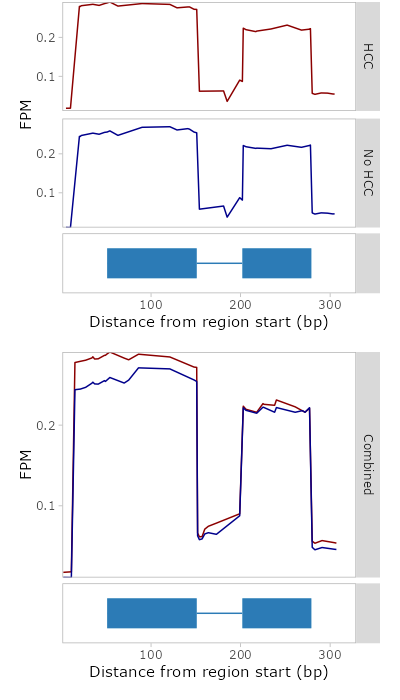 0.2
0.1
HCC
FPM
0.2
0.1
No HCC
100
200
300
Distance from region start (bp)
0.2
0.1
FPM
Combined
100
200
300
Distance from region start (bp)